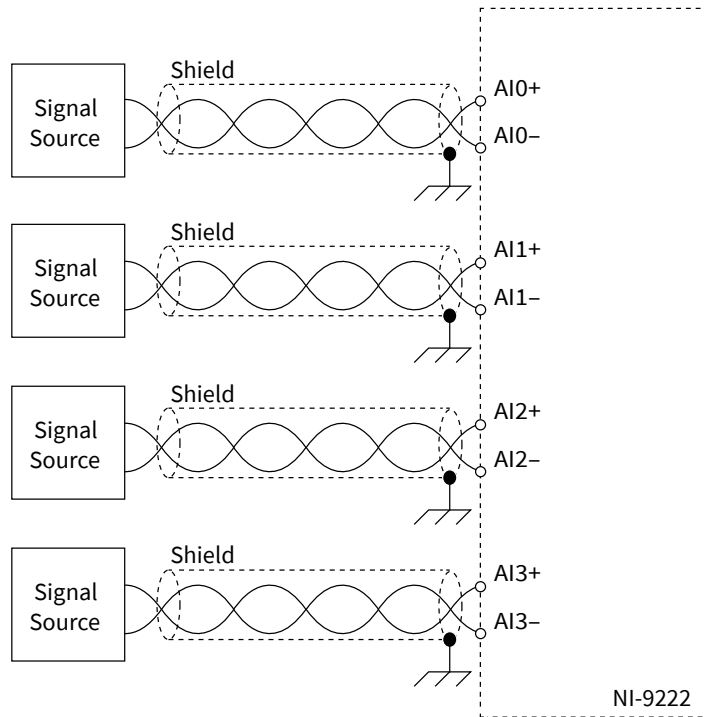 Shield
Signal
Source
AI0+
AI0–
Shield
Signal
Source
AI1+
AI1–
Shield
Signal
Source
AI2+
AI2–
Shield
Signal
Source
AI3+
AI3–
NI-9222